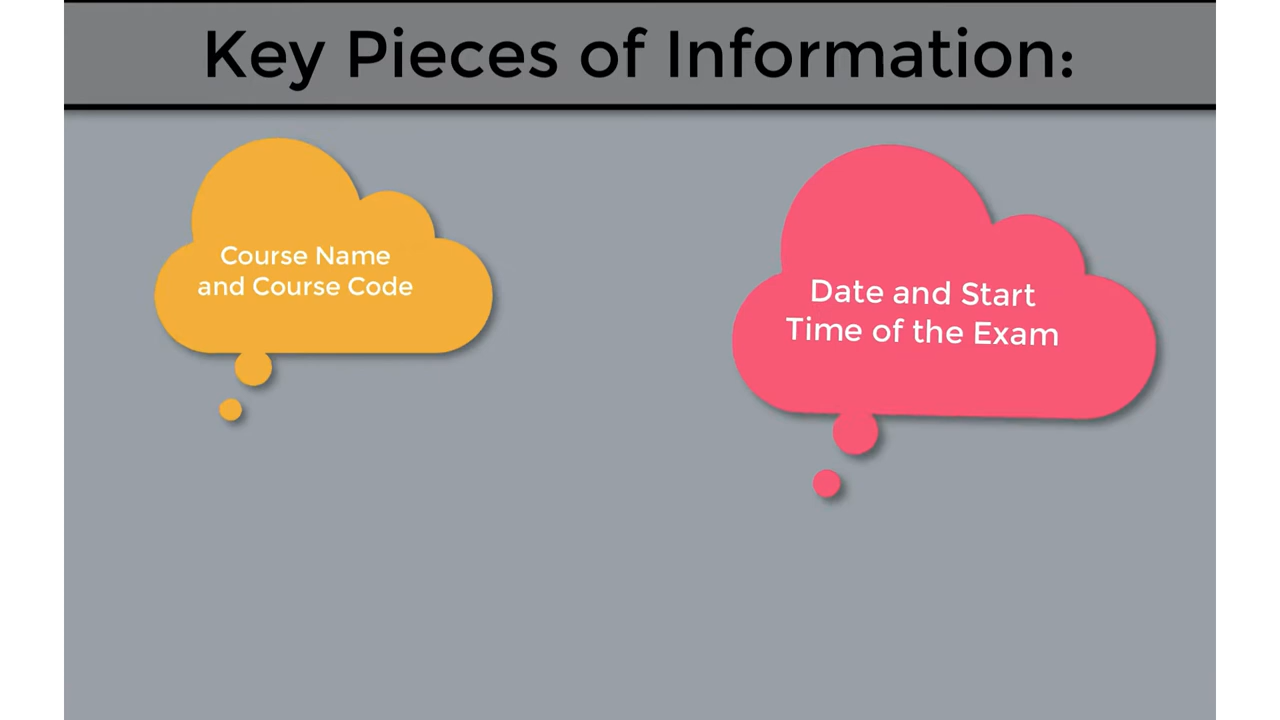 Key Pieces of Information:
Course Name
and Course Code
Date and Start
Time of the Exam